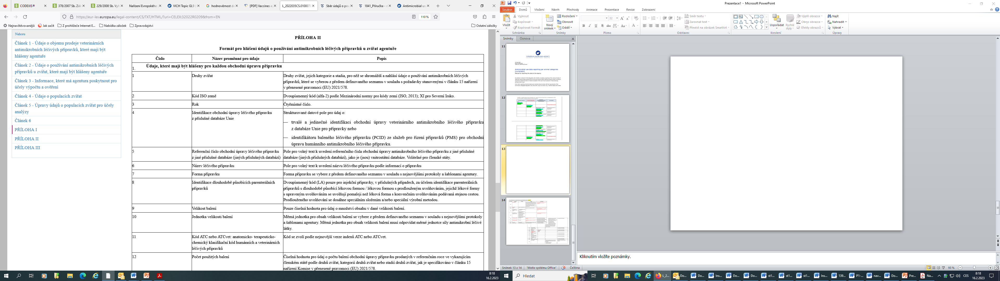 CODEXIS®
378/2007 Sb. Zák
229/2008 Sb. Vyh
Nařízení Evropského
VICH Topic GL9
hodnověrnost da
[PDF] Vaccines a
L_2022035CS.0100070
Sběr údajů o pou
1841_Příručka - d
Antimicrobial us
https://eur-lex.europa.eu/legal-content/CS/TXT/HTML/?uri=CELEX:32022R0209&from=EN
110 %
Nejnavštěvovanější
Jak začít
Z prohlížeče Internet E...
Nabídka záložek
Zpravodajství
Ostatní záložky
Nahoru
Článek 1 - Údaje o objemu prodeje veterinárních
antimikrobních léčivých přípravků, které mají být
hlášeny agentuře
Článek 2 - Údaje o používání antimikrobních léčivých
přípravků u zvířat, které mají být hlášeny agentuře
Článek 3 - Informace, které má agentura poskytnout pro
účely výpočtu a ověření
Článek 4 - Údaje o populacích zvířat
Článek 5 - Úpravy údajů o populacích zvířat pro účely
analýzy
Článek 6
PŘÍLOHA I
PŘÍLOHA II
PŘÍLOHA III
PŘÍLOHA II
Formát pro hlášení údajů o používání antimikrobních léčivých přípravků u zvířat agentuře
Číslo Název proměnné pro údaje Popis
1. Údaje, které mají být hlášeny pro každou obchodní úpravu přípravku
1 Druhy zvířat Druhy zvířat, jejich kategorie a stadia, pro něž se shromáždí a nahlásí údaje o používání antimikrobních léčivých
přípravků, které se vyberou z předem definovaného seznamu v souladu s požadavky stanovenými v článku 15 nařízení
v přenesené pravomoci (EU) 2021/578.
2 Kód ISO země Dvoupísmenný kód (alfa-2) podle Mezinárodní normy pro kódy zemí (ISO, 2013); XI pro Severní Irsko.
3 Rok Čtyřmístné číslo.
4 Identifikace obchodní úpravy léčivého přípravku Strukturované datové pole pro údaj o:
z příslušné databáze Unie
— trvalé a jedinečné identifikaci obchodní úpravy veterinárního antimikrobního léčivého přípravku
z databáze Unie pro přípravky nebo
— identifikátoru baleného léčivého přípravku (PCID) ze služeb pro řízení přípravků (PMS) pro obchodní
úpravu humánního antimikrobního léčivého přípravku.
5 Referenční číslo obchodní úpravy léčivého přípravku Pole pro volný text k uvedení referenčního čísla obchodní úpravy antimikrobního léčivého přípravku z jiné příslušné
z jiné příslušné databáze (jiných příslušných databází) databáze (jiných příslušných databází), jako je (jsou) vnitrostátní databáze. Volitelné pro členské státy.
6 Název léčivého přípravku Pole pro volný text k uvedení názvu léčivého přípravku podle informací o přípravku
7 Forma přípravku Forma přípravku se vybere z předem definovaného seznamu v souladu s nejnovějšími protokoly a šablonami agentury.
8 Identifikace dlouhodobě působících parenterálních Dvoupísmenný kód (LA) pouze pro injekční přípravky, v příslušných případech, za účelem identifikace parenterálních
přípravků přípravků s dlouhodobě působící lékovou formou / lékovou formou s prodlouženým uvolňováním, jejichž lékové formy
s upraveným uvolňováním se uvolňují pomaleji než léková forma s konvenčním uvolňováním podávaná stejnou cestou.
Prodlouženého uvolňování se dosáhne speciálním složením a/nebo speciální výrobní metodou.
9 Velikost balení Pouze číselná hodnota pro údaj o množství obsahu v dané velikosti balení.
10 Jednotka velikosti balení Měrná jednotka pro obsah velikosti balení se vybere z předem definovaného seznamu v souladu s nejnovějšími protokoly
a šablonami agentury. Měrná jednotka pro obsah velikosti balení musí odpovídat měrné jednotce síly antimikrobní léčivé
látky.
11 Kód ATC nebo ATCvet: anatomicko- terapeuticko- Kód se zvolí podle nejnovější verze indexů ATC nebo ATCvet.
chemický klasifikační kód humánních a veterinárních
léčivých přípravků
12 Počet použitých balení Číselná hodnota pro údaj o počtu balení obchodní úpravy přípravku prodaných v referenčním roce ve vykazujícím
členském státě podle druhů zvířat, kategorií druhů zvířat nebo stadií druhů zvířat, jak je specifikováno v článku 15
nařízení Komise v přenesené pravomoci (EU) 2021/578.
8:18
16.2.2023
Prezentace1 - Microsoft PowerPoint
Soubor Domů Vložení Návrh Přechody Animace Prezentace Revize Zobrazení
Vložit
Vyjmout
Kopírovat
Kopírovat formát
Schránka
Nový
snímek
Rozložení
Obnovit
Oddíl
Snímky
32
Písmo
Směr textu
Zarovnat text
Převést na obrázek SmartArt
Odstavec
Uspořádat
Rychlé
styly
Výplň obrazce
Obrys obrazce
Efekty obrazců
Kreslení
Najít
Nahradit
Vybrat
Úpravy
Snímky Osnova
11
EUROPEAN MEDICINES AGENCY
Antimicrobial use data reporting per animal categories
(numerator)
Manual for reporting the data to the Agency
12
13
14
Kliknutím vložíte poznámky.
Snímek 13 z 14
"Motiv systému Office"
Čeština
93 %
Hledat
L_2...
Do...
Do...
Ins...
Do...
Do...
st1...
st1...
st1...
Ins...
139...
P1-...
nav...
Do...
Pre...
Na...
CES
8:18
16.2.2023